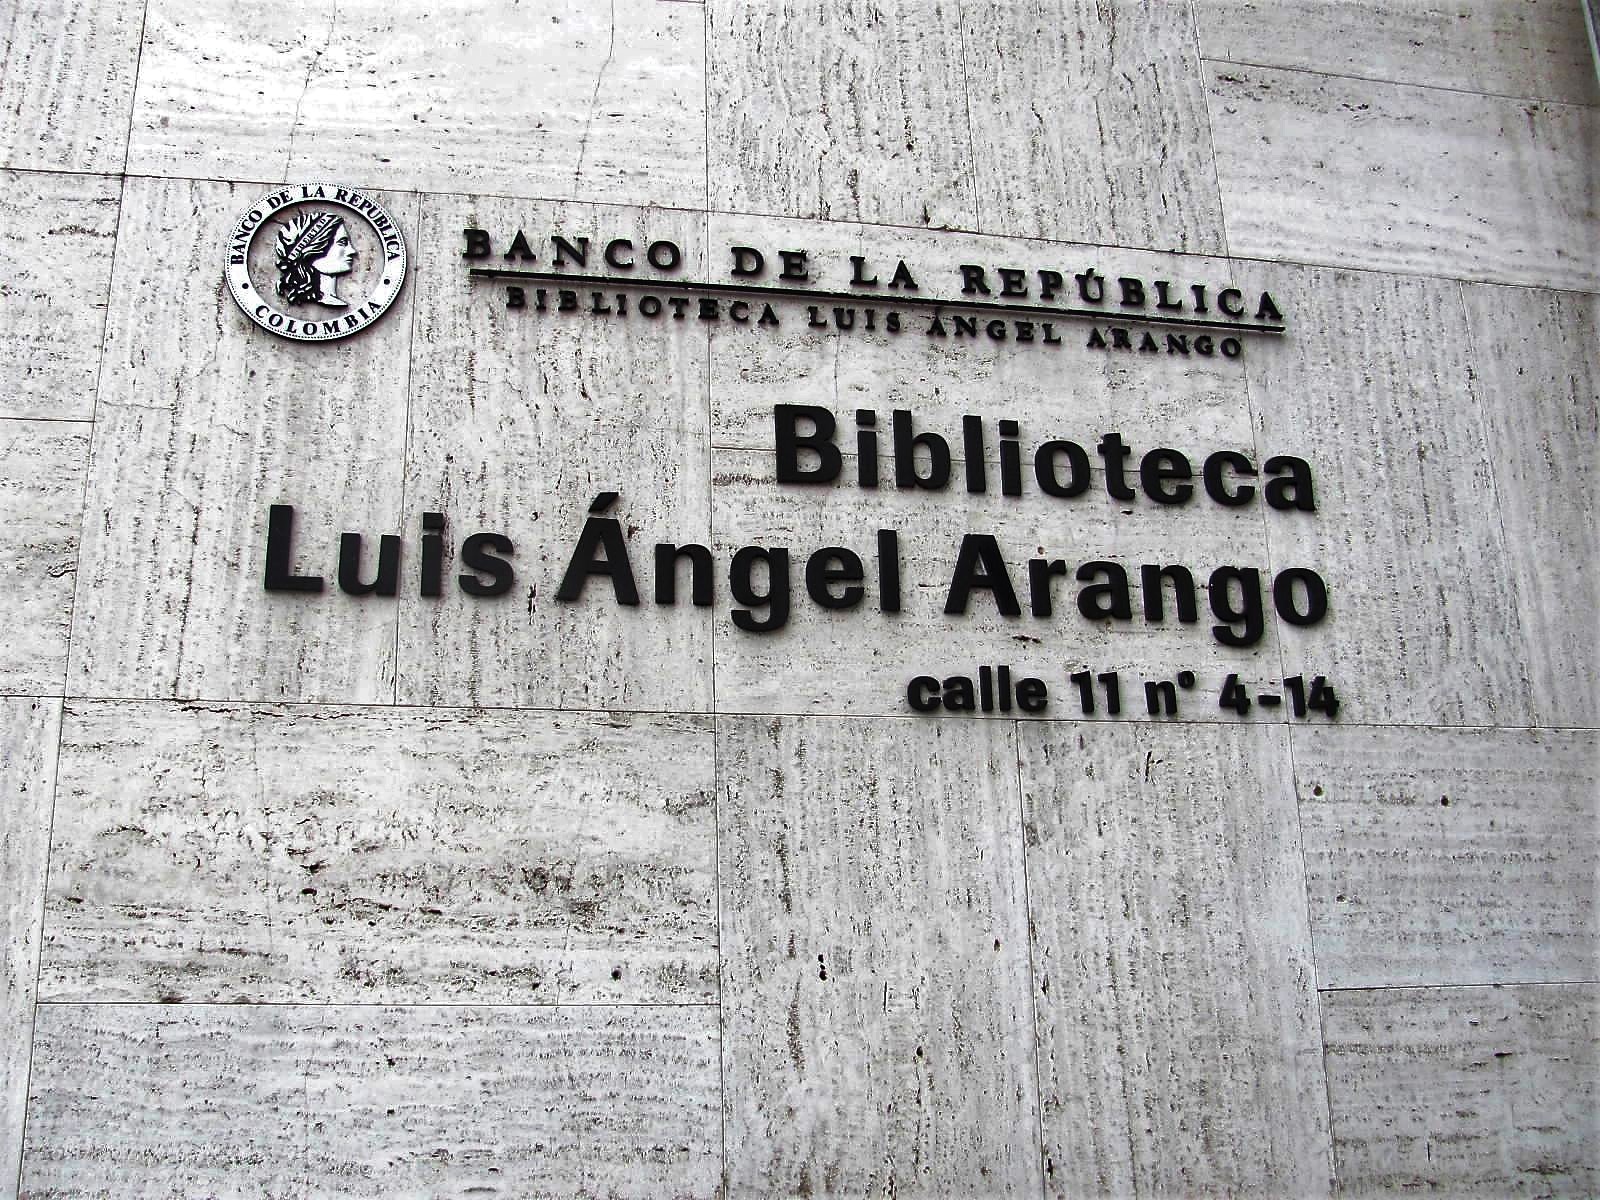 BANCO DE LA REPÚBLICA
COLOMBIA
BANCO DE LA REPÚBLICA
BIBLIOTECA LUIS ÁNGEL ARANGO
Biblioteca
Luis Ángel Arango
calle 11 nº 4-14